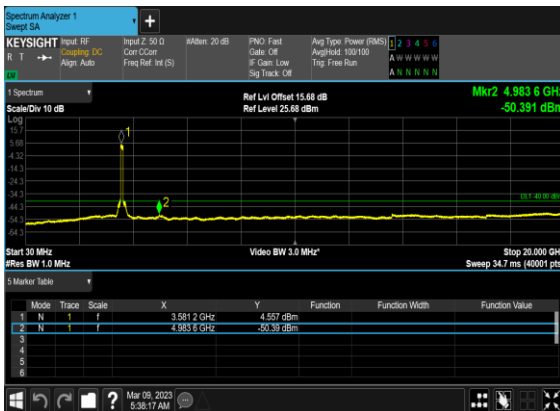 Spectrum Analyzer 1
Swept SA
KEYSIGHT Input: RF Input Z: 50 Ω #Atten: 20 dB PNO: Fast Avg Type: Power (RMS) 1 2 3 4 5 6
R T Coupling: DC Corr CCorr Gate: Off Avg|Hold: 100/100 A W W W W W
Align: Auto Freq Ref: Int (S) IF Gain: Low Trig: Free Run
Sig Track: Off A N N N N N
1 Spectrum Ref Lvl Offset 15.68 dB Mkr2 4.983 6 GHz
Scale/Div 10 dB Ref Level 25.68 dBm -50.391 dBm
Log
15.7
5.68
-4.32
-14.3
-24.3
-34.3
-44.3
-54.3
-64.3
1
2
DL1 -40.00 dBm
Start 30 MHz Video BW 3.0 MHz* Stop 20.000 GHz
#Res BW 1.0 MHz Sweep 34.7 ms (40001 pts)
5 Marker Table
Mode Trace Scale X Y Function Function Width Function Value
1 N 1 f 3.581 2 GHz 4.557 dBm
2 N 1 f 4.983 6 GHz -50.39 dBm
3
4
5
6
Mar 09, 2023
5:38:17 AM